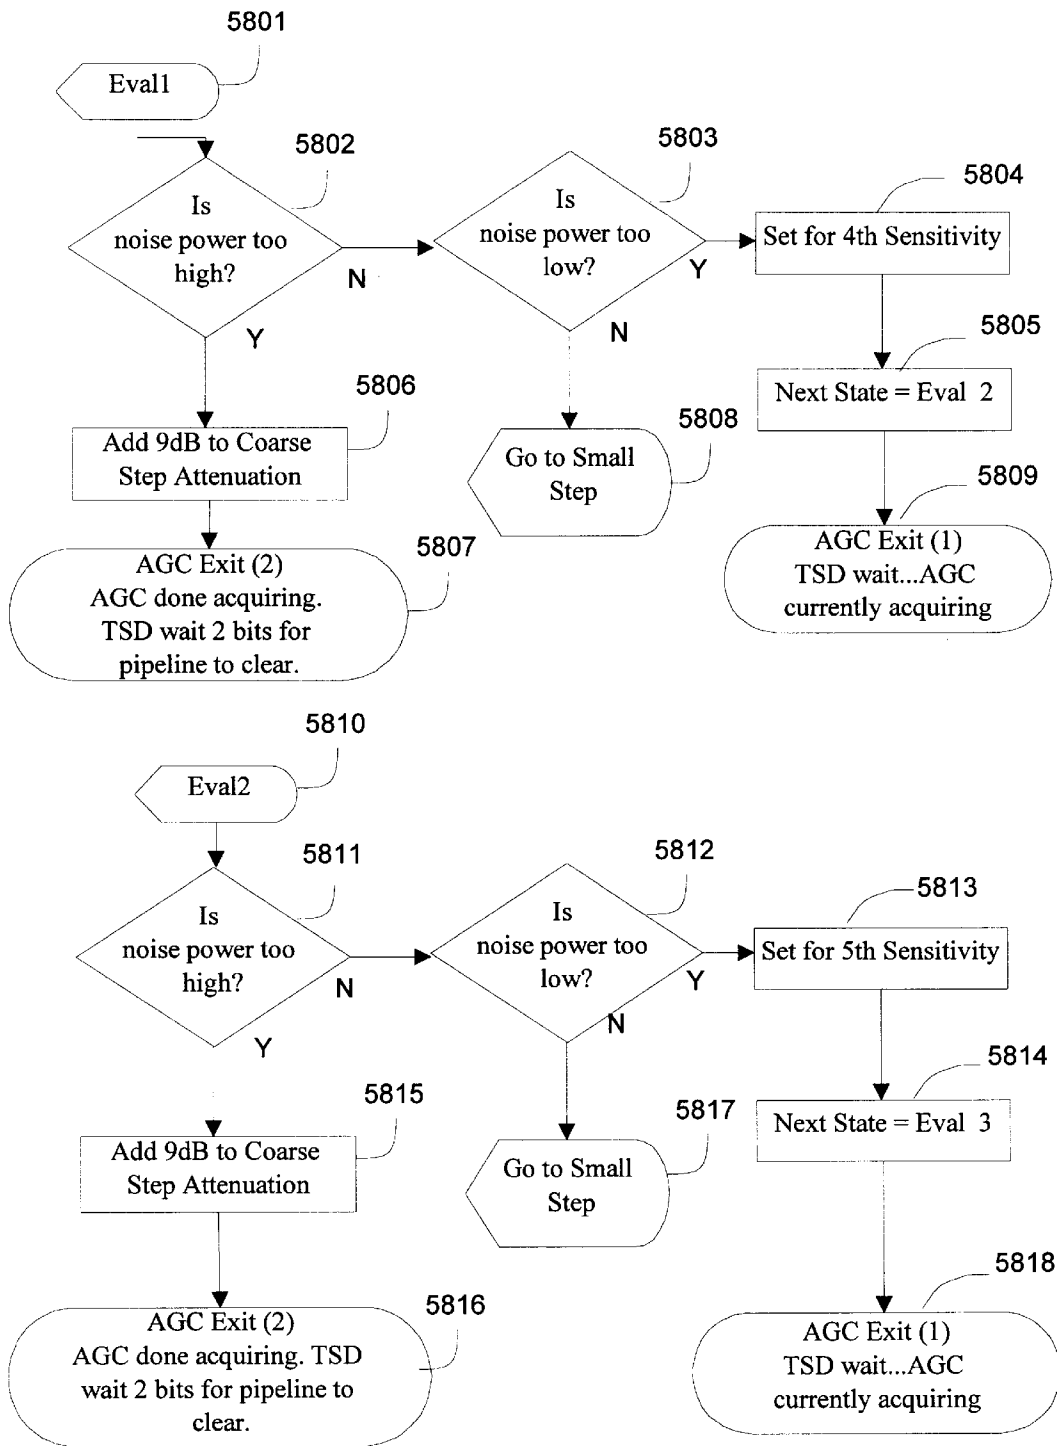 5801
Eval1
5802
5803
5804
Is
noise power too
high?
N
Y
Is
noise power too
low?
Y
N
Set for 4th Sensitivity
5805
Next State = Eval 2
5806
Add 9dB to Coarse
Step Attenuation
5808
Go to Small
Step
5809
AGC Exit (1)
TSD wait...AGC
currently acquiring
5807
AGC Exit (2)
AGC done acquiring.
TSD wait 2 bits for
pipeline to clear.
5810
Eval2
5811
5812
5813
Is
noise power too
high?
N
Y
Is
noise power too
low?
Y
N
Set for 5th Sensitivity
5814
Next State = Eval 3
5815
Add 9dB to Coarse
Step Attenuation
5817
Go to Small
Step
5818
AGC Exit (1)
TSD wait...AGC
currently acquiring
5816
AGC Exit (2)
AGC done acquiring. TSD
wait 2 bits for pipeline to
clear.